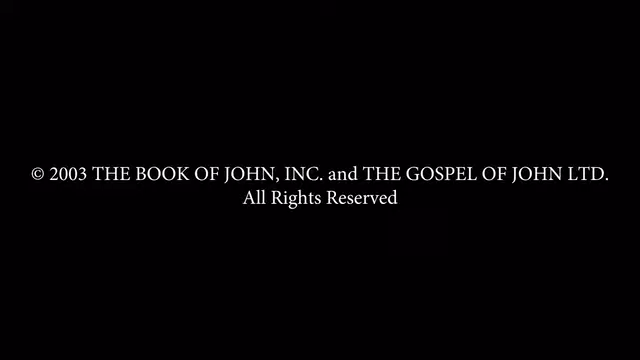 © 2003 THE BOOK OF JOHN, INC. and THE GOSPEL OF JOHN LTD.
All Rights Reserved